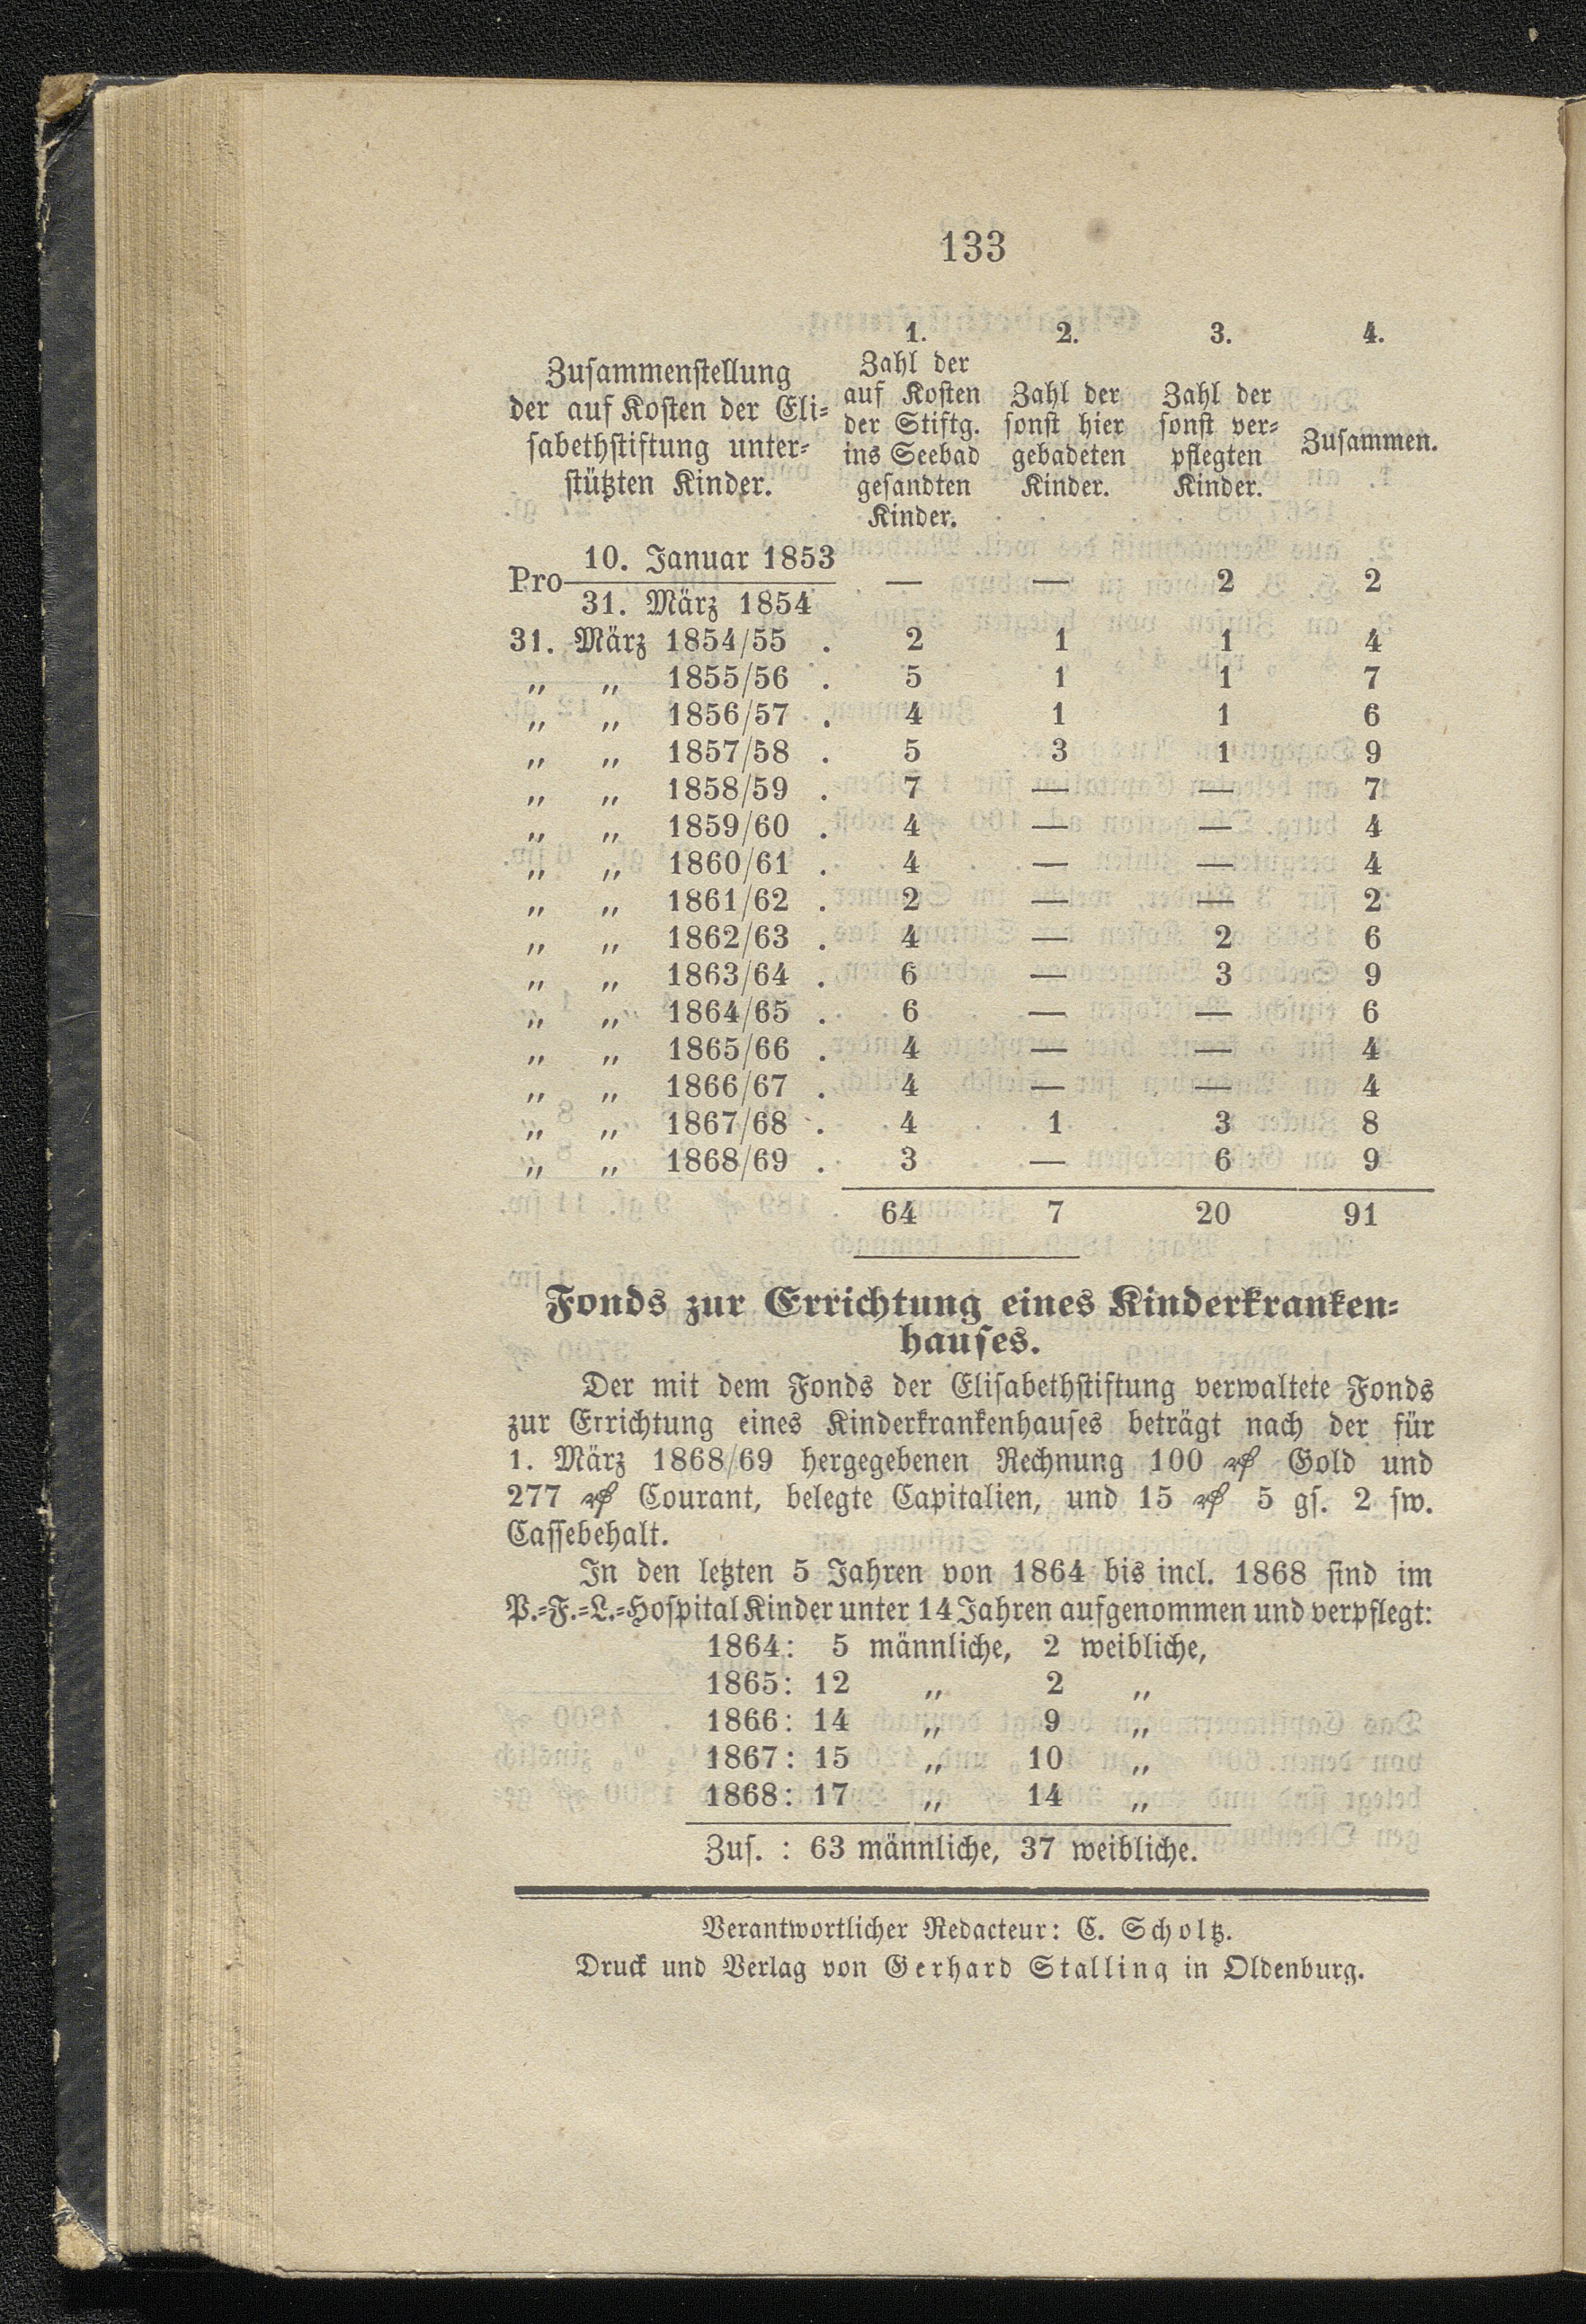 133
1. 2. 3. 4.
Zuſammenſtellung der auf Koſten der Eli-
ſabethſtiftung unter-
ſtützten Kinder.
Zahl der
auf Koſten
der Stiftg.
ins Seebad
geſandten
Kinder.
Zahl der
ſonſt hier
gebadeten
Kinder.
Zahl der
ſonſt ver-
pflegten
Kinder.
Zuſammen.
Pro 10. Januar 1853
31. März 1854 — — 2 2
31. März 1854/55 . 2 1 1 4
„ „ 1855/56 . 5 1 1 7
„ „ 1856/57 . 4 1 1 6
„ „ 1857/58 . 5 3 1 9
„ „ 1858/59 . 7 — — 7
„ „ 1859/60 . 4 — — 4
„ „ 1860/61 . 4 — — 4
„ „ 1861/62 . 2 — — 2
„ „ 1862/63 . 4 — 2 6
„ „ 1863/64 . 6 — 3 9
„ „ 1864/65 . 6 — — 6
„ „ 1865/66 . 4 — — 4
„ „ 1866/67 . 4 — — 4
„ „ 1867/68 . 4 1 3 8
„ „ 1868/69 . 3 — 6 9
64 7 20 91
Fonds zur Errichtung eines Kinderkranken-
hauſes.
Der mit dem Fonds der Eliſabethſtiftung verwaltete Fonds
zur Errichtung eines Kinderkrankenhauſes beträgt nach der für
1. März 1868/69 hergegebenen Rechnung 100 ₰ Gold und
277 ₰ Courant, belegte Capitalien, und 15 ₰ 5 gſ. 2 ſw.
Caſſebehalt.
In den letzten 5 Jahren von 1864 bis incl. 1868 ſind im
P.-F.-L.-Hoſpital Kinder unter 14 Jahren aufgenommen und verpflegt:
1864: 5 männliche, 2 weibliche,
1865: 12 „ 2 „
1866: 14 „ 9 „
1867: 15 „ 10 „
1868: 17 „ 14 „
Zuſ. : 63 männliche, 37 weibliche.
Verantwortlicher Redacteur: C. Scholtz.
Druck und Verlag von Gerhard Stalling in Oldenburg.